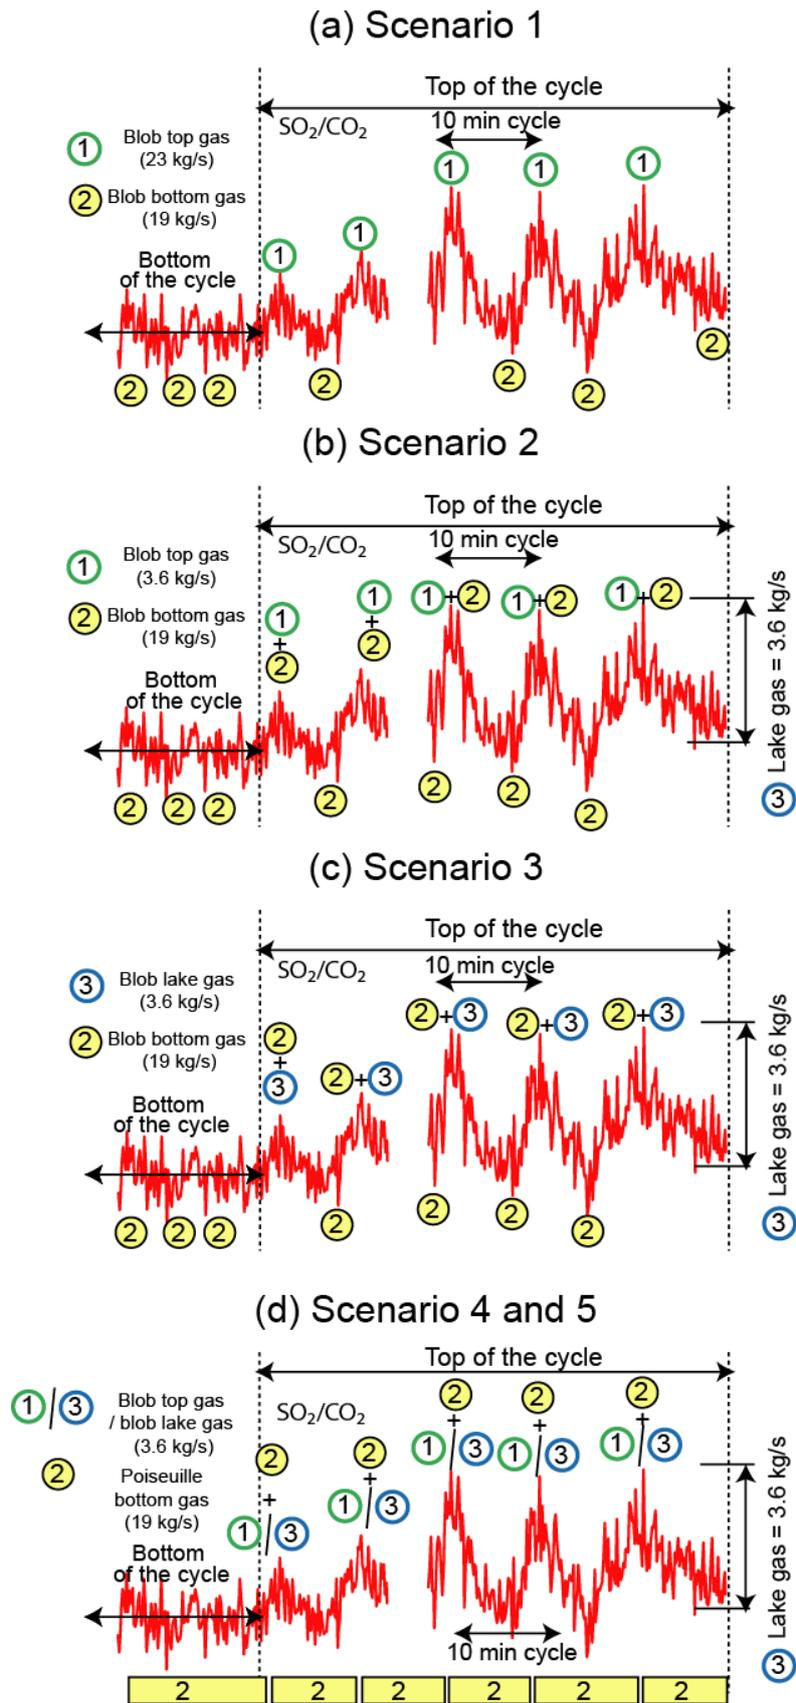 (a) Scenario 1
Top of the cycle
SO₂/CO₂
10 min cycle
1 Blob top gas
(23 kg/s)
2 Blob bottom gas
(19 kg/s)
Bottom
of the cycle
1
1
1
1
1
2
2
2
2
2
2
2
(b) Scenario 2
Top of the cycle
SO₂/CO₂
10 min cycle
1 Blob top gas
(3.6 kg/s)
2 Blob bottom gas
(19 kg/s)
Bottom
of the cycle
1
+
2
1
+
2
1+2
1+2
1+2
2
2
2
2
2
2
2
3 Lake gas = 3.6 kg/s
(c) Scenario 3
Top of the cycle
SO₂/CO₂
10 min cycle
3 Blob lake gas
(3.6 kg/s)
2 Blob bottom gas
(19 kg/s)
Bottom
of the cycle
2
+
3
2+3
2+3
2+3
2+3
2
2
2
2
2
2
2
3 Lake gas = 3.6 kg/s
(d) Scenario 4 and 5
Top of the cycle
SO₂/CO₂
1/3 Blob top gas
/ blob lake gas
(3.6 kg/s)
2 Poiseuille
bottom gas
(19 kg/s)
Bottom
of the cycle
2
+
1/3
2
+
1/3
2
+
1/3
2
+
1/3
2
+
1/3
10 min cycle
3 Lake gas = 3.6 kg/s
2 2 2 2 2 2